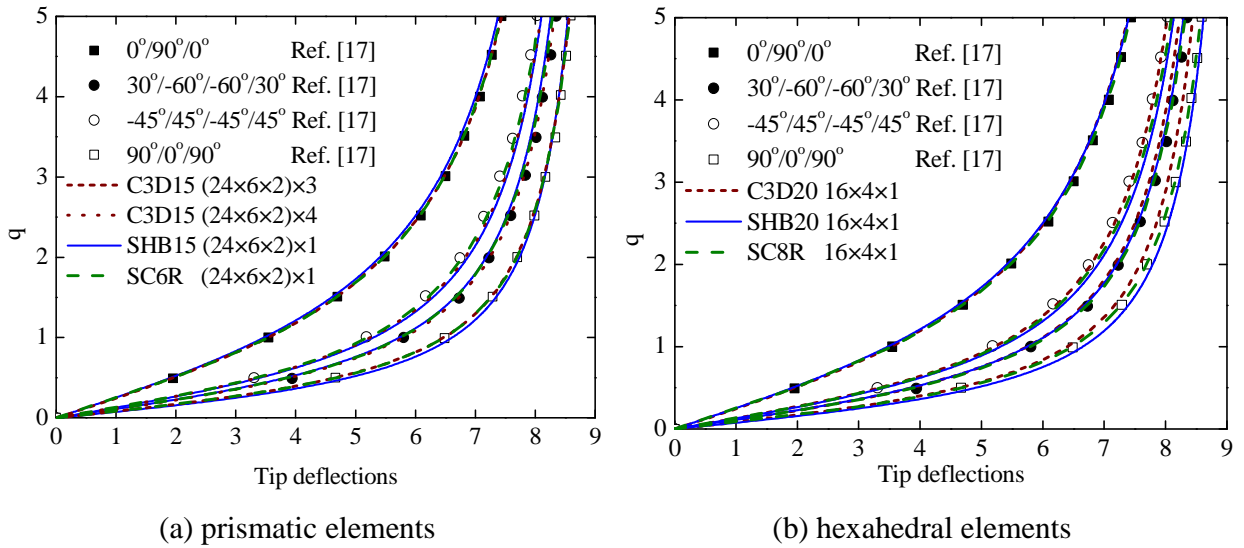 5
4
3
2
1
0
q
0 1 2 3 4 5 6 7 8 9
Tip deflections
0°/90°/0° Ref. [17]
30°/-60°/-60°/30° Ref. [17]
-45°/45°/-45°/45° Ref. [17]
90°/0°/90° Ref. [17]
C3D15 (24×6×2)×3
C3D15 (24×6×2)×4
SHB15 (24×6×2)×1
SC6R (24×6×2)×1
(a) prismatic elements
5
4
3
2
1
0
q
0 1 2 3 4 5 6 7 8 9
Tip deflections
0°/90°/0° Ref. [17]
30°/-60°/-60°/30° Ref. [17]
-45°/45°/-45°/45° Ref. [17]
90°/0°/90° Ref. [17]
C3D20 16×4×1
SHB20 16×4×1
SC8R 16×4×1
(b) hexahedral elements